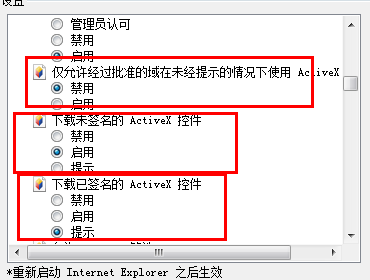 设置
管理员认可
禁用
启用
仅允许经过批准的域在未经提示的情况下使用 ActiveX
禁用
启用
下载未签名的 ActiveX 控件
禁用
启用
提示
下载已签名的 ActiveX 控件
禁用
启用
提示
*重新启动 Internet Explorer 之后生效